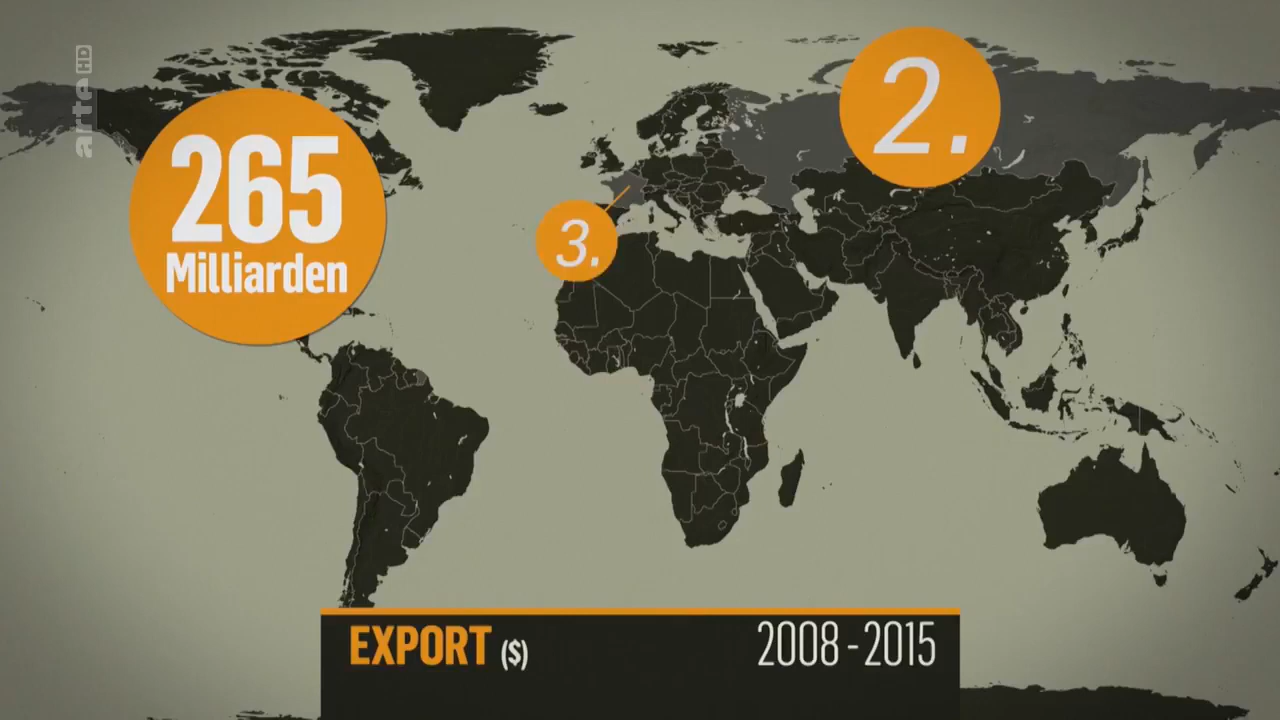 arte HD
265
Milliarden
2.
3.
EXPORT ($)
2008 - 2015